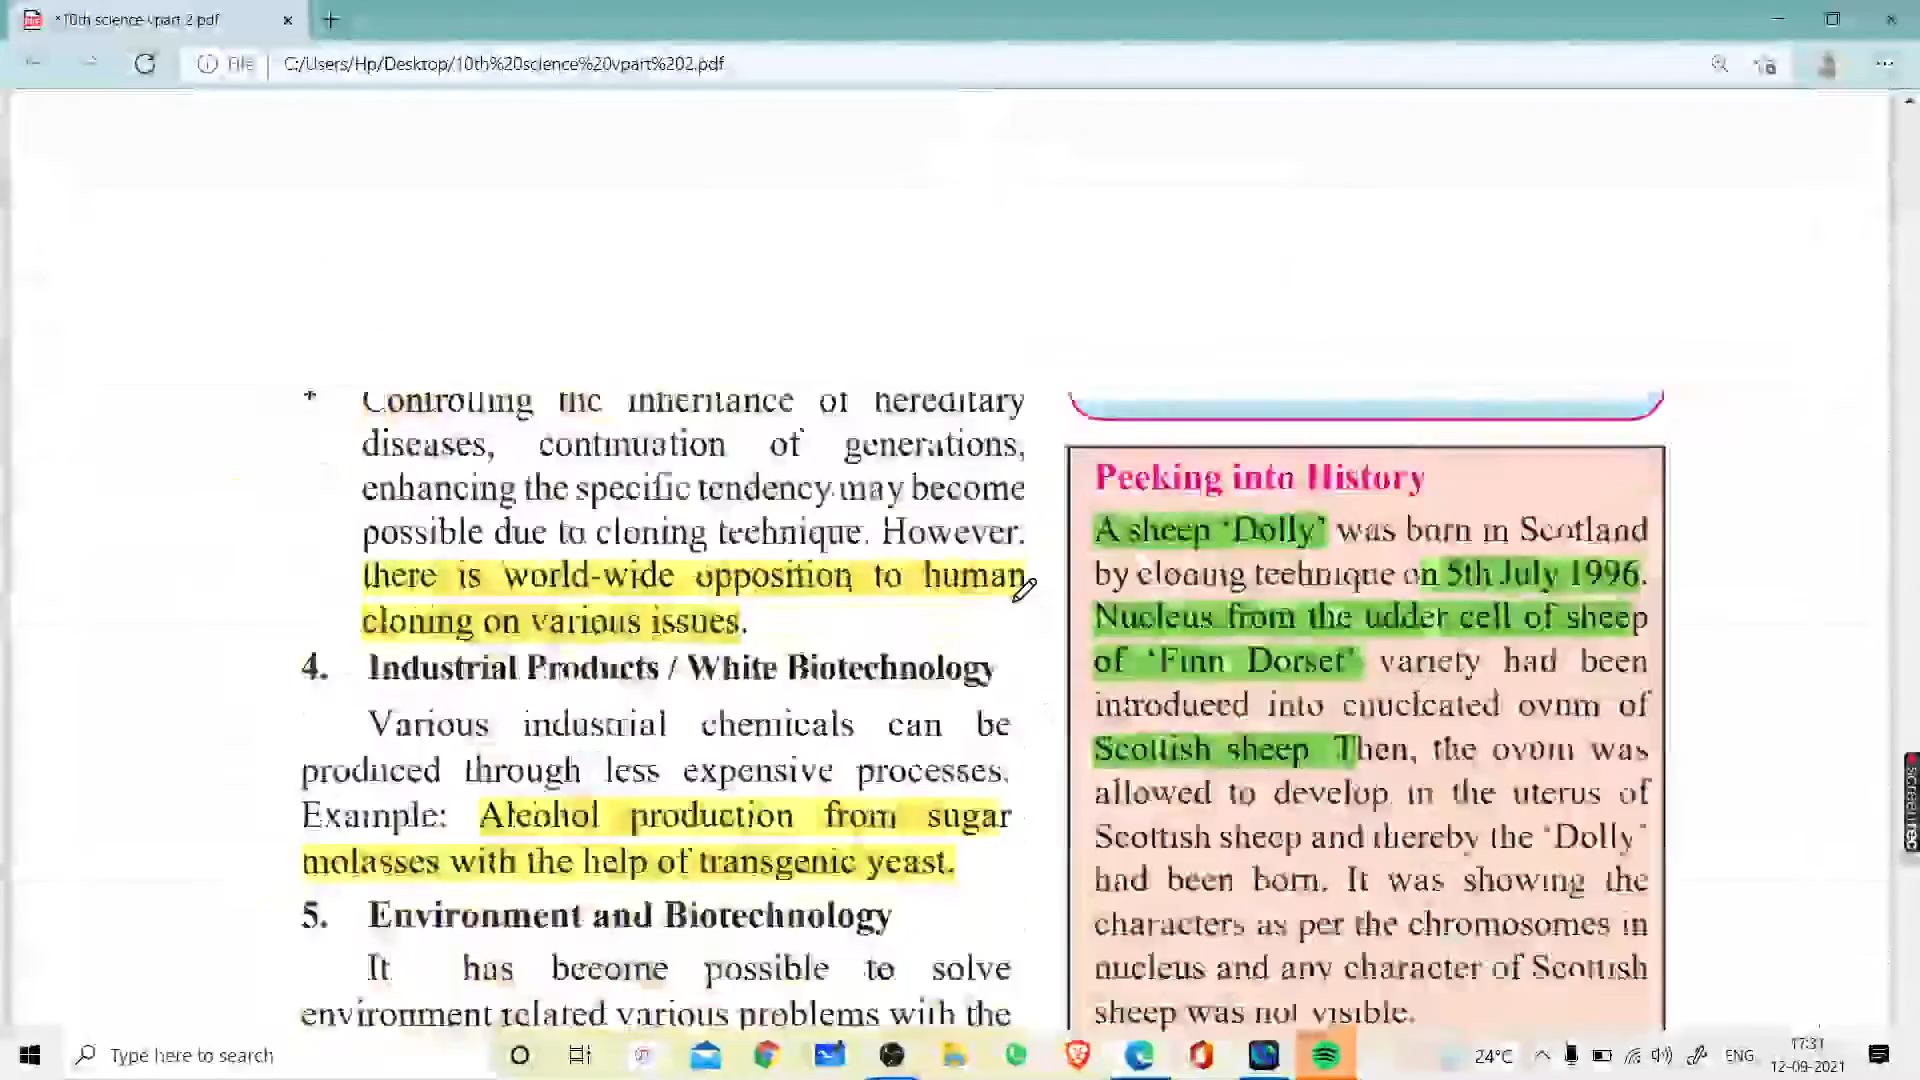 *10th science vpart 2.pdf
File
C:/Users/Hp/Desktop/10th%20science%20vpart%202.pdf
* Controlling the inheritance of hereditary
diseases, continuation of generations,
enhancing the specific tendency may become
possible due to cloning technique. However,
there is world-wide opposition to human
cloning on various issues.
4. Industrial Products / White Biotechnology
Various industrial chemicals can be
produced through less expensive processes.
Example: Alcohol production from sugar
molasses with the help of transgenic yeast.
5. Environment and Biotechnology
It has become possible to solve
environment related various problems with the
Peeking into History
A sheep 'Dolly' was born in Scotland
by cloning technique on 5th July 1996.
Nucleus from the udder cell of sheep
of 'Finn Dorset' variety had been
introduced into enucleated ovum of
Scottish sheep Then, the ovum was
allowed to develop in the uterus of
Scottish sheep and thereby the 'Dolly'
had been born. It was showing the
characters as per the chromosomes in
nucleus and any character of Scottish
sheep was not visible.
Type here to search
24°C
ENG
17:31
12-09-2021